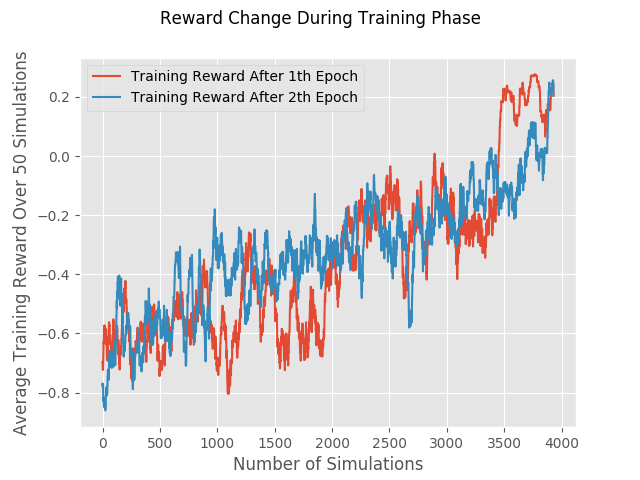 Reward Change During Training Phase
Training Reward After 1th Epoch
Training Reward After 2th Epoch
Average Training Reward Over 50 Simulations
0.2
0.0
−0.2
−0.4
−0.6
−0.8
0 500 1000 1500 2000 2500 3000 3500 4000
Number of Simulations